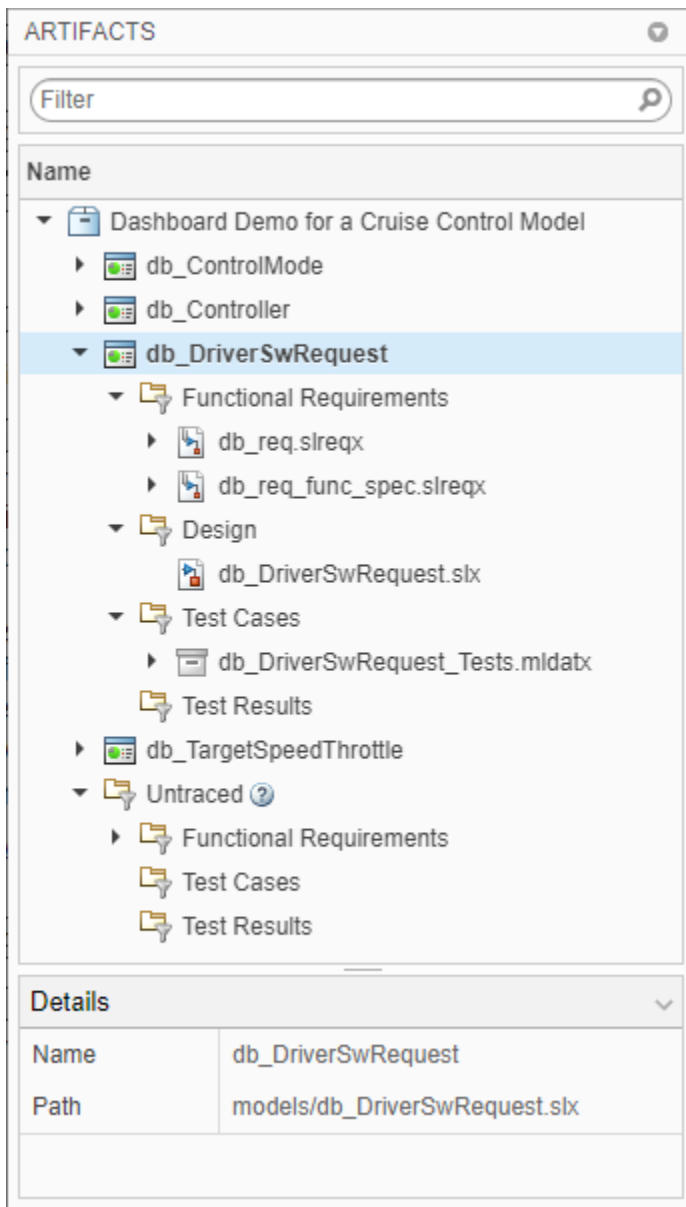 ARTIFACTS
Filter
Name
Dashboard Demo for a Cruise Control Model
db_ControlMode
db_Controller
db_DriverSwRequest
Functional Requirements
db_req.slreqx
db_req_func_spec.slreqx
Design
db_DriverSwRequest.slx
Test Cases
db_DriverSwRequest_Tests.mldatx
Test Results
db_TargetSpeedThrottle
Untraced ?
Functional Requirements
Test Cases
Test Results
Details
Name db_DriverSwRequest
Path models/db_DriverSwRequest.slx